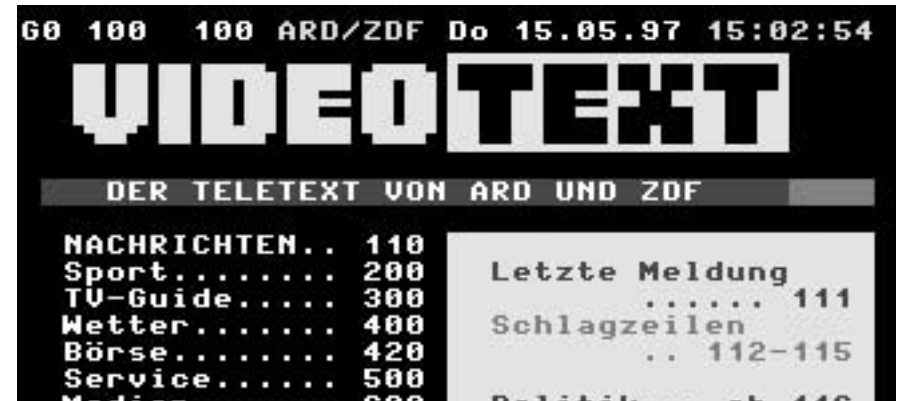 G0 100 100 ARD/ZDF Do 15.05.97 15:02:54
VIDEOTEXT
DER TELETEXT VON ARD UND ZDF
NACHRICHTEN.. 110
Sport........ 200
TV-Guide..... 300
Wetter....... 400
Börse........ 420
Service...... 500
Letzte Meldung
...... 111
Schlagzeilen
.. 112-115